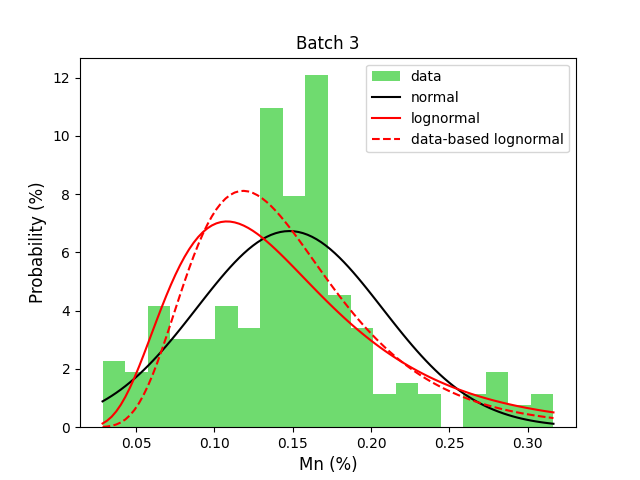 Batch 3
data
normal
lognormal
data-based lognormal
12
10
8
6
4
2
0
Probability (%)
0.05 0.10 0.15 0.20 0.25 0.30
Mn (%)